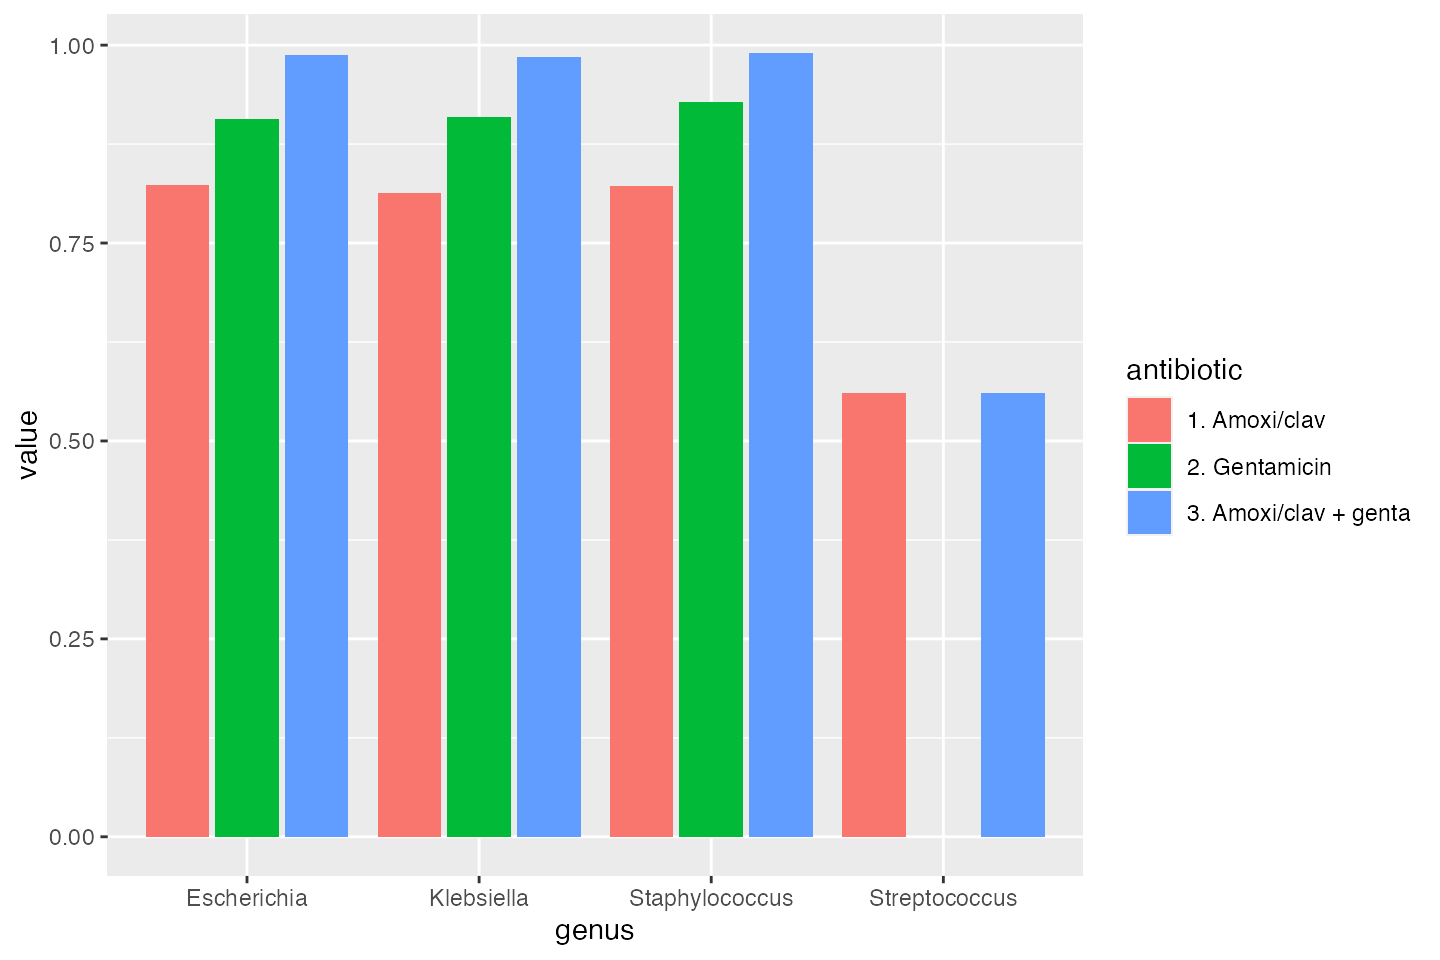 1.00
0.75
0.50
0.25
0.00
value
Escherichia
Klebsiella
Staphylococcus
Streptococcus
genus
antibiotic
1. Amoxi/clav
2. Gentamicin
3. Amoxi/clav + genta